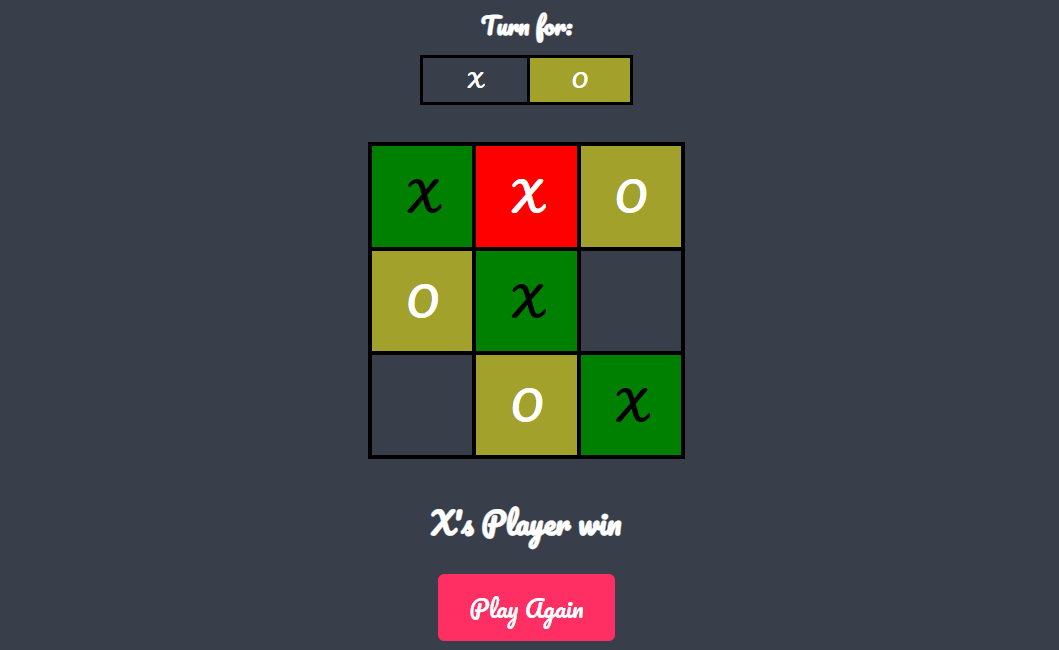 Turn for:
X O
X X O
O X
O X
X's Player win
Play Again